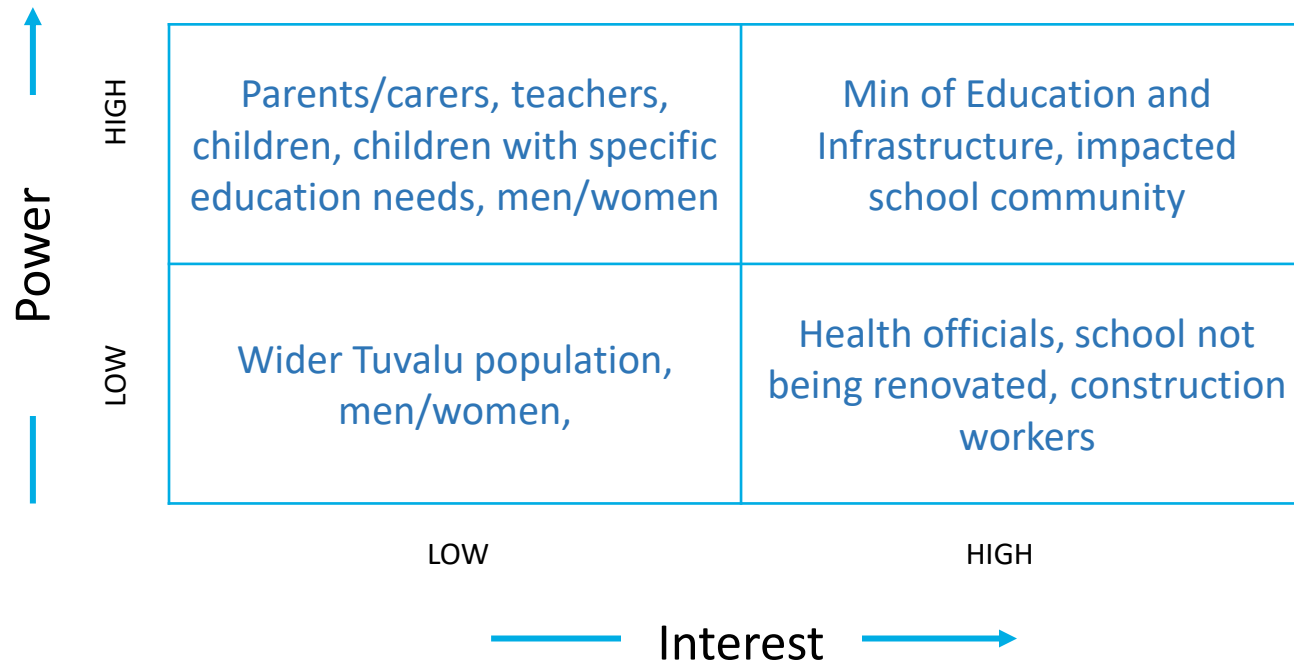 Power
HIGH
Parents/carers, teachers,
children, children with specific
education needs, men/women
Min of Education and
Infrastructure, impacted
school community
LOW
Wider Tuvalu population,
men/women,
Health officials, school not
being renovated, construction
workers
LOW
HIGH
Interest